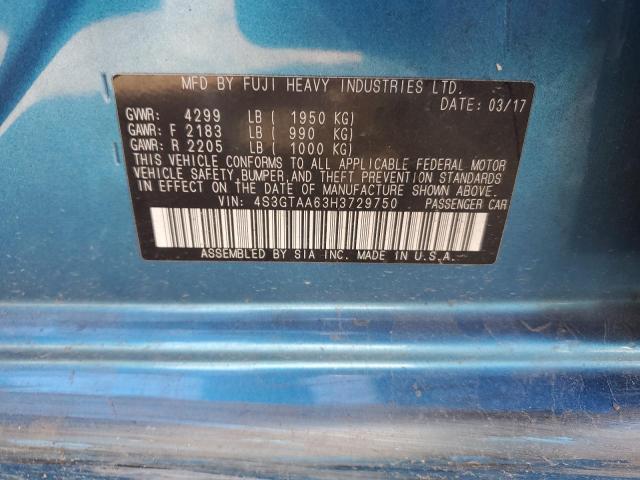 MFD BY FUJI HEAVY INDUSTRIES LTD.
DATE: 03/17
GVWR: 4299 LB ( 1950 KG)
GAWR: F 2183 LB ( 990 KG)
GAWR: R 2205 LB ( 1000 KG)
THIS VEHICLE CONFORMS TO ALL APPLICABLE FEDERAL MOTOR
VEHICLE SAFETY, BUMPER, AND THEFT PREVENTION STANDARDS
IN EFFECT ON THE DATE OF MANUFACTURE SHOWN ABOVE.
VIN: 4S3GTAA63H3729750 PASSENGER CAR
ASSEMBLED BY SIA INC. MADE IN U.S.A.